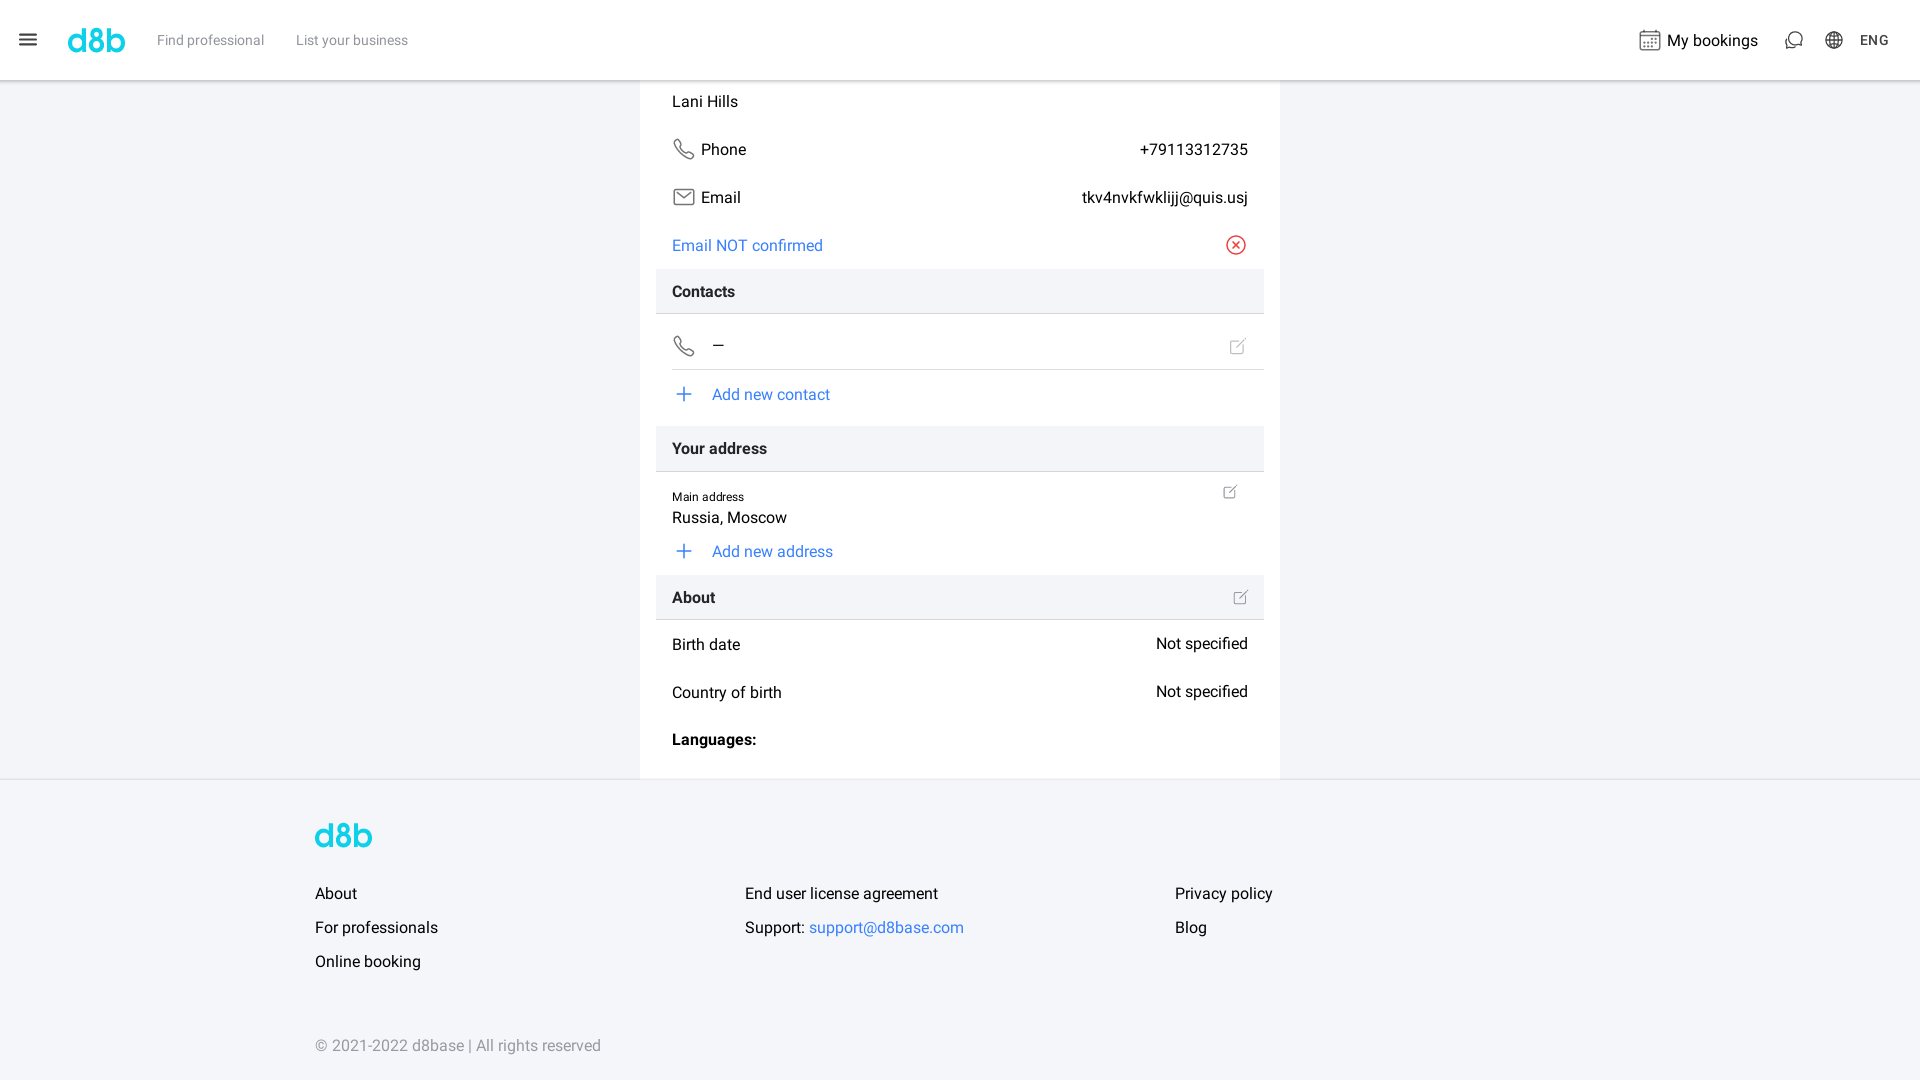 d8b
Find professional
List your business
My bookings
ENG
Lani Hills
Phone
+79113312735
Email
tkv4nvkfwklijj@quis.usj
Email NOT confirmed
Contacts
—
Add new contact
Your address
Main address
Russia, Moscow
Add new address
About
Birth date
Not specified
Country of birth
Not specified
Languages:
d8b
About
For professionals
Online booking
End user license agreement
Support: support@d8base.com
Privacy policy
Blog
© 2021-2022 d8base | All rights reserved